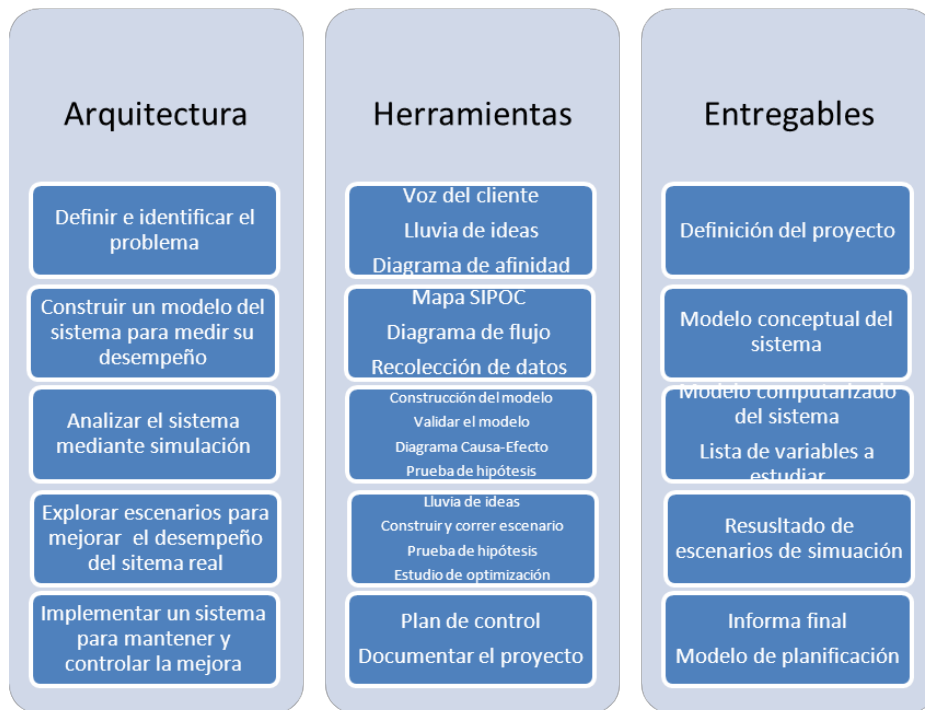 Arquitectura
Definir e identificar el
problema
Construir un modelo del
sistema para medir su
desempeño
Analizar el sistema
mediante simulación
Explorar escenarios para
mejorar el desempeño
del sitema real
Implementar un sistema
para mantener y
controlar la mejora
Herramientas
Voz del cliente
Lluvia de ideas
Diagrama de afinidad
Mapa SIPOC
Diagrama de flujo
Recolección de datos
Construcción del modelo
Validar el modelo
Diagrama Causa-Efecto
Prueba de hipótesis
Lluvia de ideas
Construir y correr escenario
Prueba de hipótesis
Estudio de optimización
Plan de control
Documentar el proyecto
Entregables
Definición del proyecto
Modelo conceptual del
sistema
Modelo computarizado
del sistema
Lista de variables a
estudiar
Resusltado de
escenarios de simuación
Informa final
Modelo de planificación